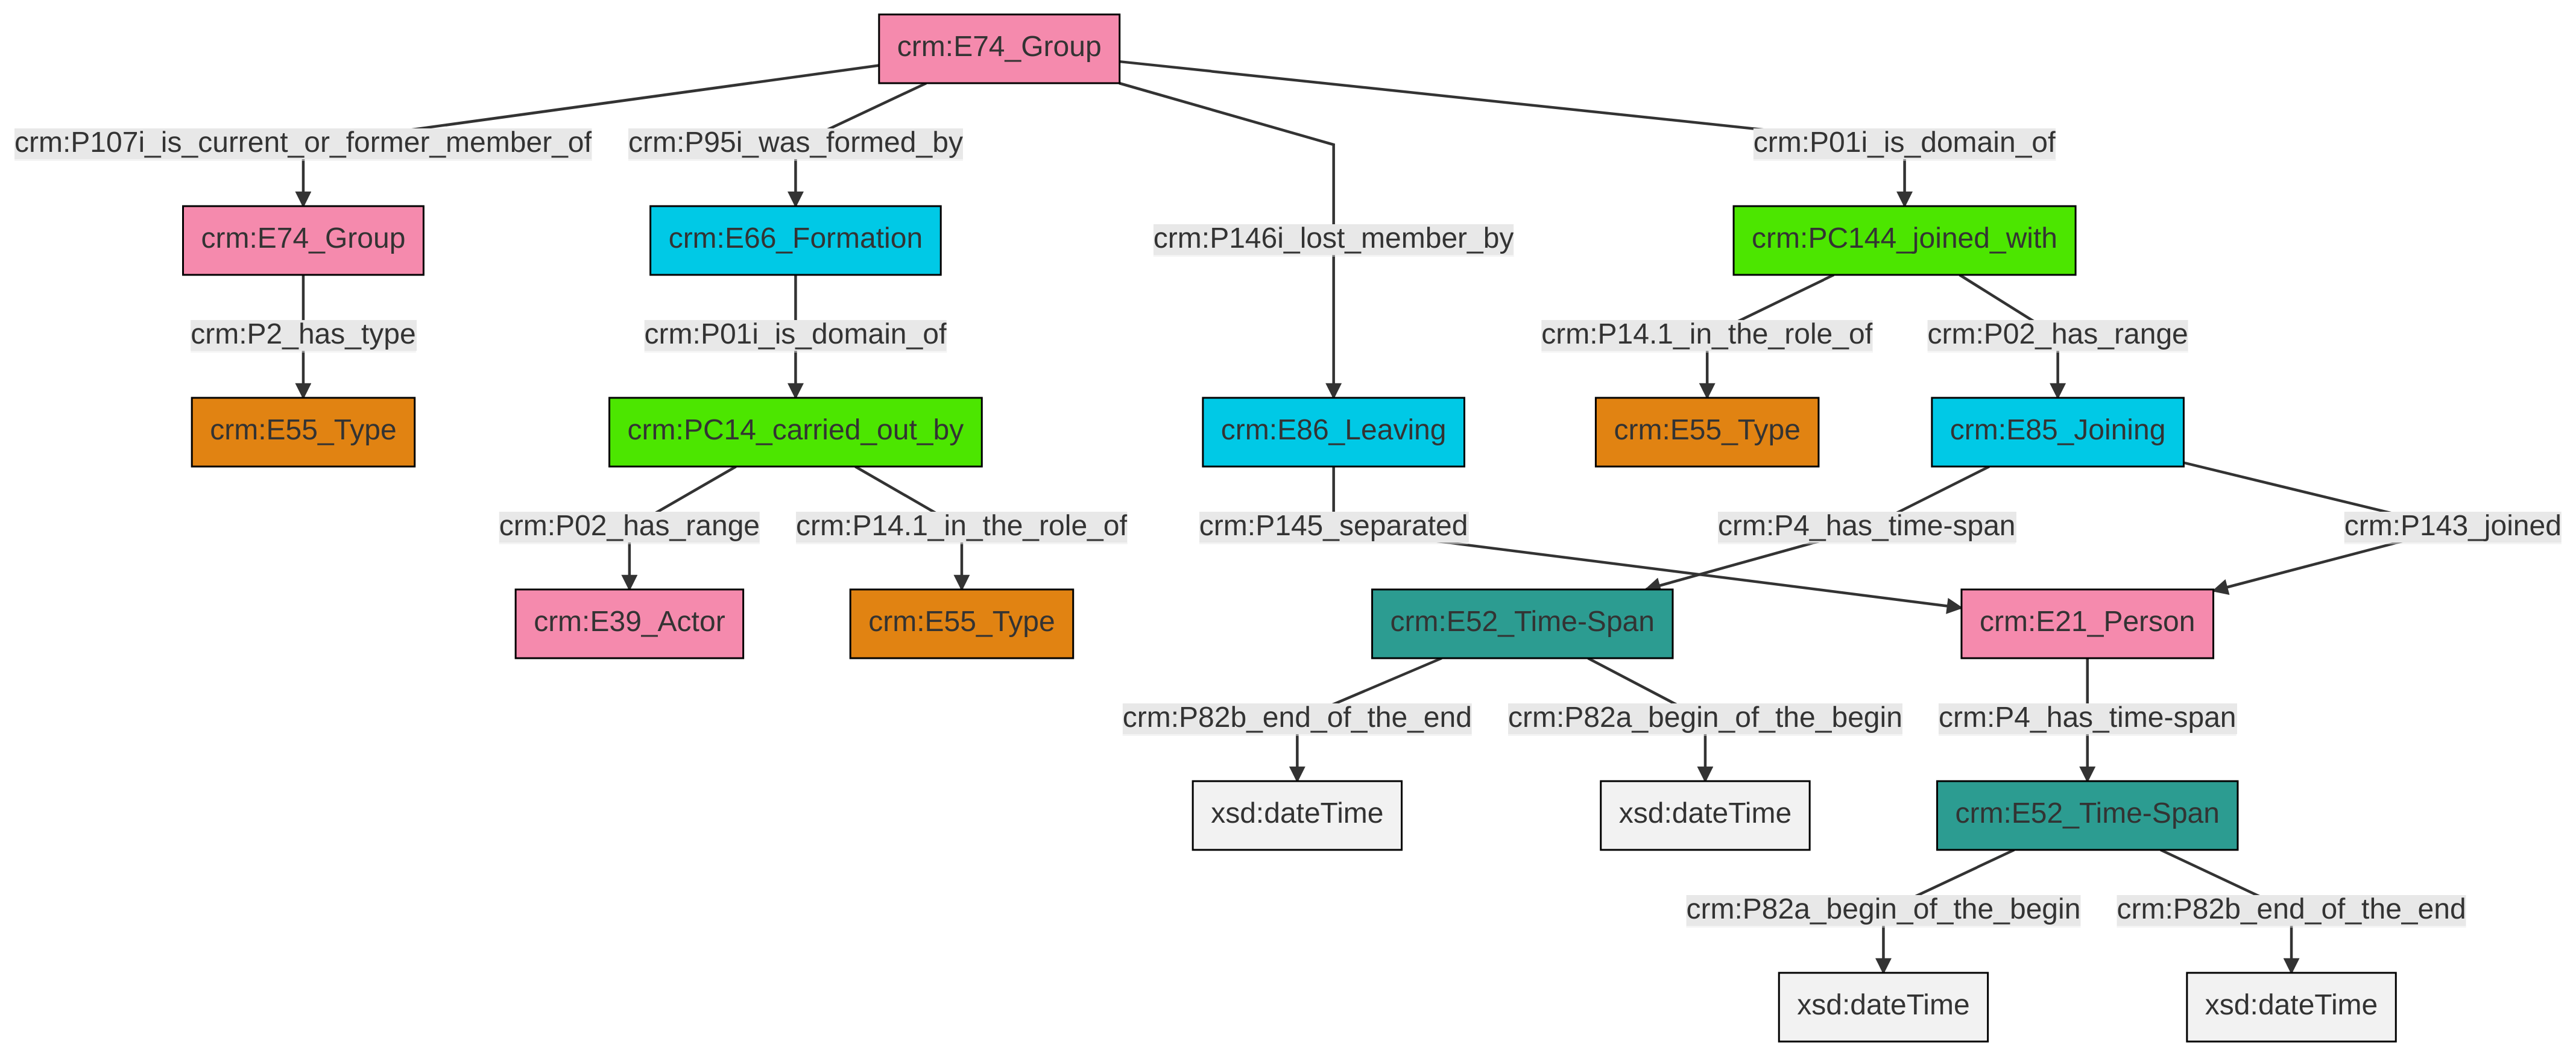 crm:E74_Group
crm:P107i_is_current_or_former_member_of
crm:P95i_was_formed_by
crm:P01i_is_domain_of
crm:E74_Group
crm:E66_Formation
crm:P146i_lost_member_by
crm:PC144_joined_with
crm:P2_has_type
crm:P01i_is_domain_of
crm:P14.1_in_the_role_of
crm:P02_has_range
crm:E55_Type
crm:PC14_carried_out_by
crm:E86_Leaving
crm:E55_Type
crm:E85_Joining
crm:P02_has_range
crm:P14.1_in_the_role_of
crm:P145_separated
crm:P4_has_time-span
crm:P143_joined
crm:E39_Actor
crm:E55_Type
crm:E52_Time-Span
crm:E21_Person
crm:P82b_end_of_the_end
crm:P82a_begin_of_the_begin
crm:P4_has_time-span
xsd:dateTime
xsd:dateTime
crm:E52_Time-Span
crm:P82a_begin_of_the_begin
crm:P82b_end_of_the_end
xsd:dateTime
xsd:dateTime